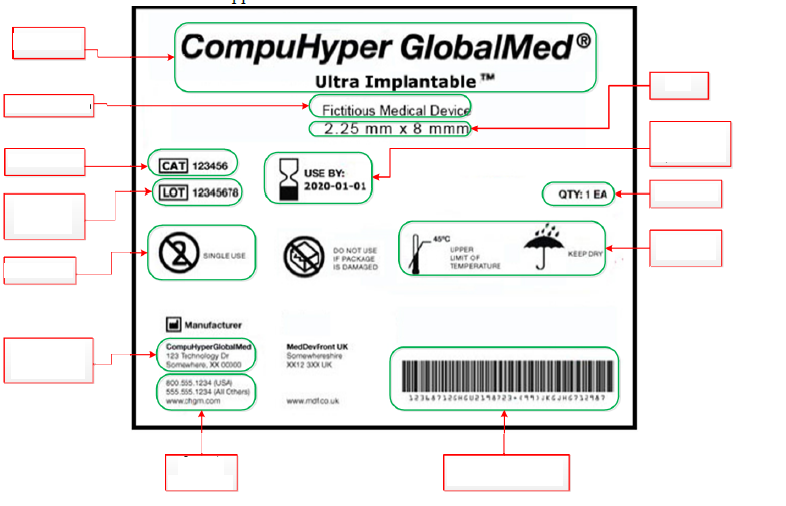 CompuHyper GlobalMed®
Ultra Implantable™
Fictitious Medical Device
2.25 mm x 8 mmm
CAT 123456
LOT 12345678
USE BY:
2020-01-01
QTY: 1 EA
2 SINGLE USE
DO NOT USE
IF PACKAGE
IS DAMAGED
45°C
UPPER
LIMIT OF
TEMPERATURE
KEEP DRY
Manufacturer
CompuHyperGlobalMed
123 Technology Dr
Somewhere, XX 00000
800.555.1234 (USA)
555.555.1234 (All Others)
www.chgm.com
MedDevfront UK
Somewhereshire
XX12 3XX UK
www.mdf.co.uk